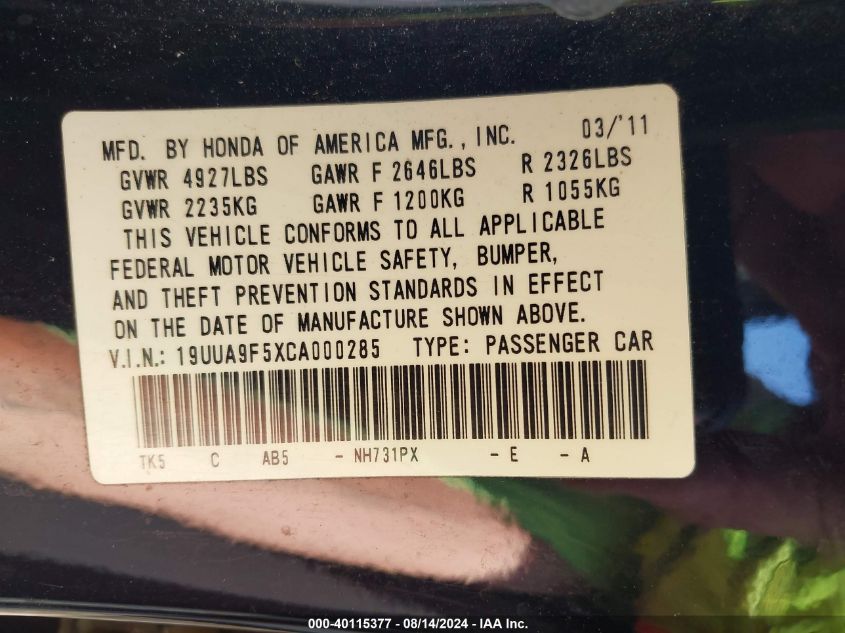 MFD. BY HONDA OF AMERICA MFG., INC. 03/'11
GVWR 4927LBS GAWR F 2646LBS R 2326LBS
GVWR 2235KG GAWR F 1200KG R 1055KG
THIS VEHICLE CONFORMS TO ALL APPLICABLE
FEDERAL MOTOR VEHICLE SAFETY, BUMPER,
AND THEFT PREVENTION STANDARDS IN EFFECT
ON THE DATE OF MANUFACTURE SHOWN ABOVE.
V.I.N.: 19UUA9F5XCA000285 TYPE: PASSENGER CAR
TK5 C AB5 - NH731PX - E - A
000-40115377 - 08/14/2024 - IAA Inc.